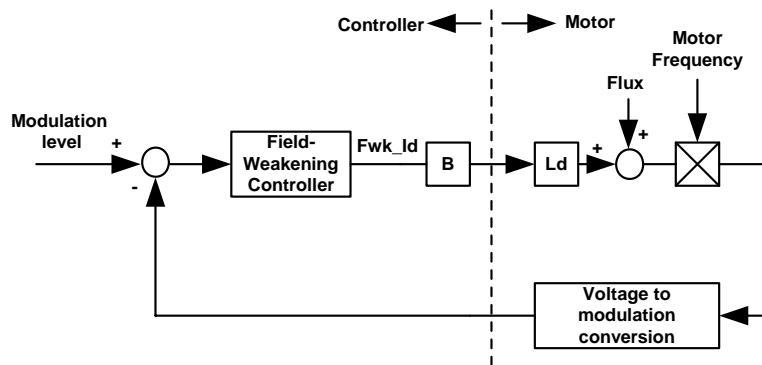 Controller
Motor
Motor
Frequency
Flux
Modulation
level
+
-
Field-
Weakening
Controller
Fwk_Id
B
Ld
+
+
Voltage to
modulation
conversion